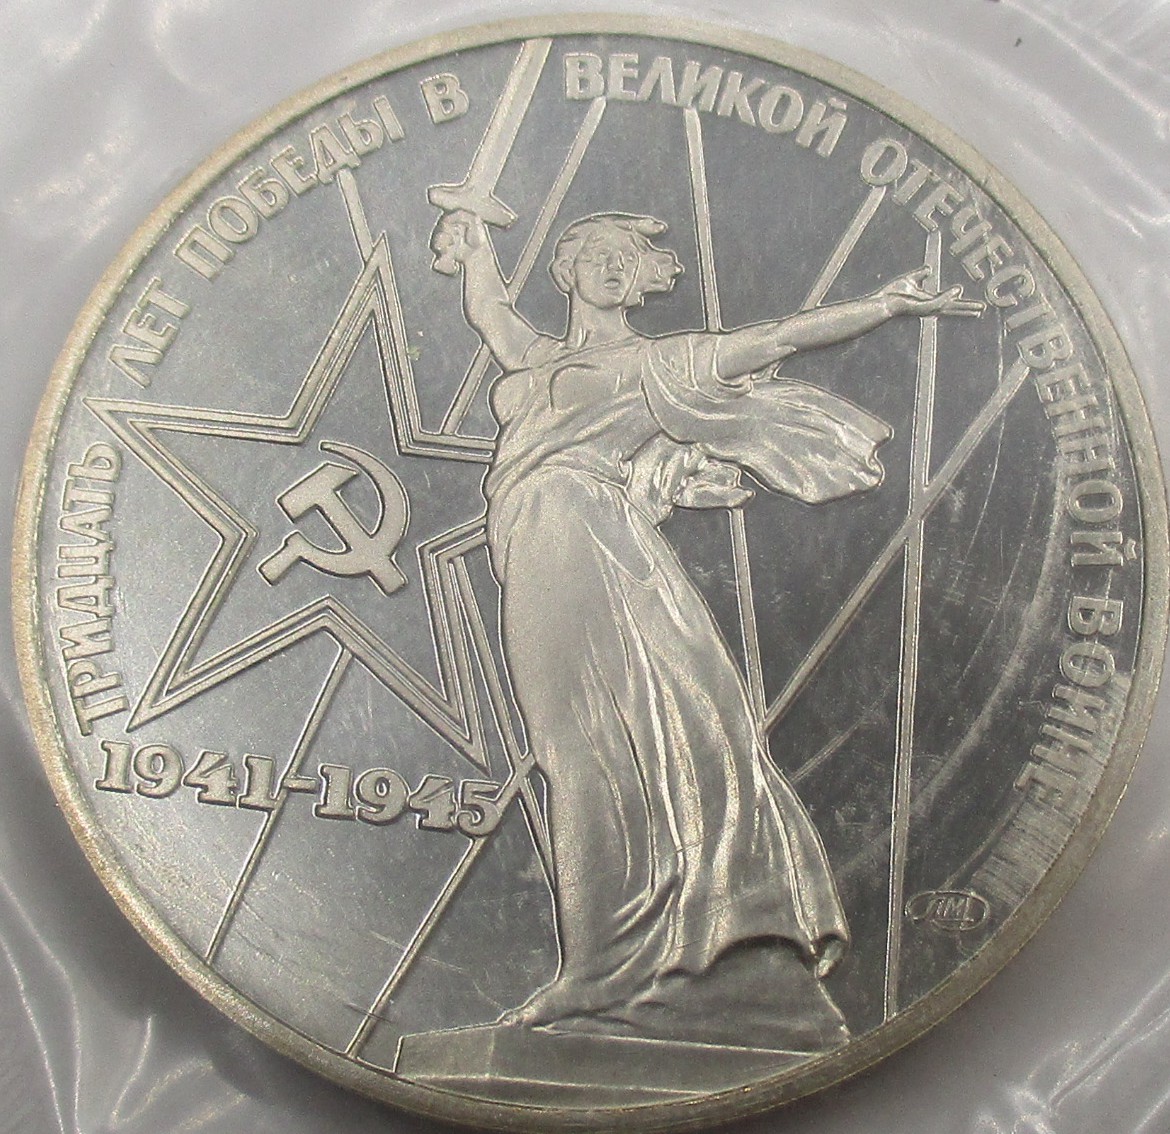 ТРИДЦАТЬ ЛЕТ ПОБЕДЫ В ВЕЛИКОЙ ОТЕЧЕСТВЕННОЙ ВОЙНЕ
1941-1945
ЛМД